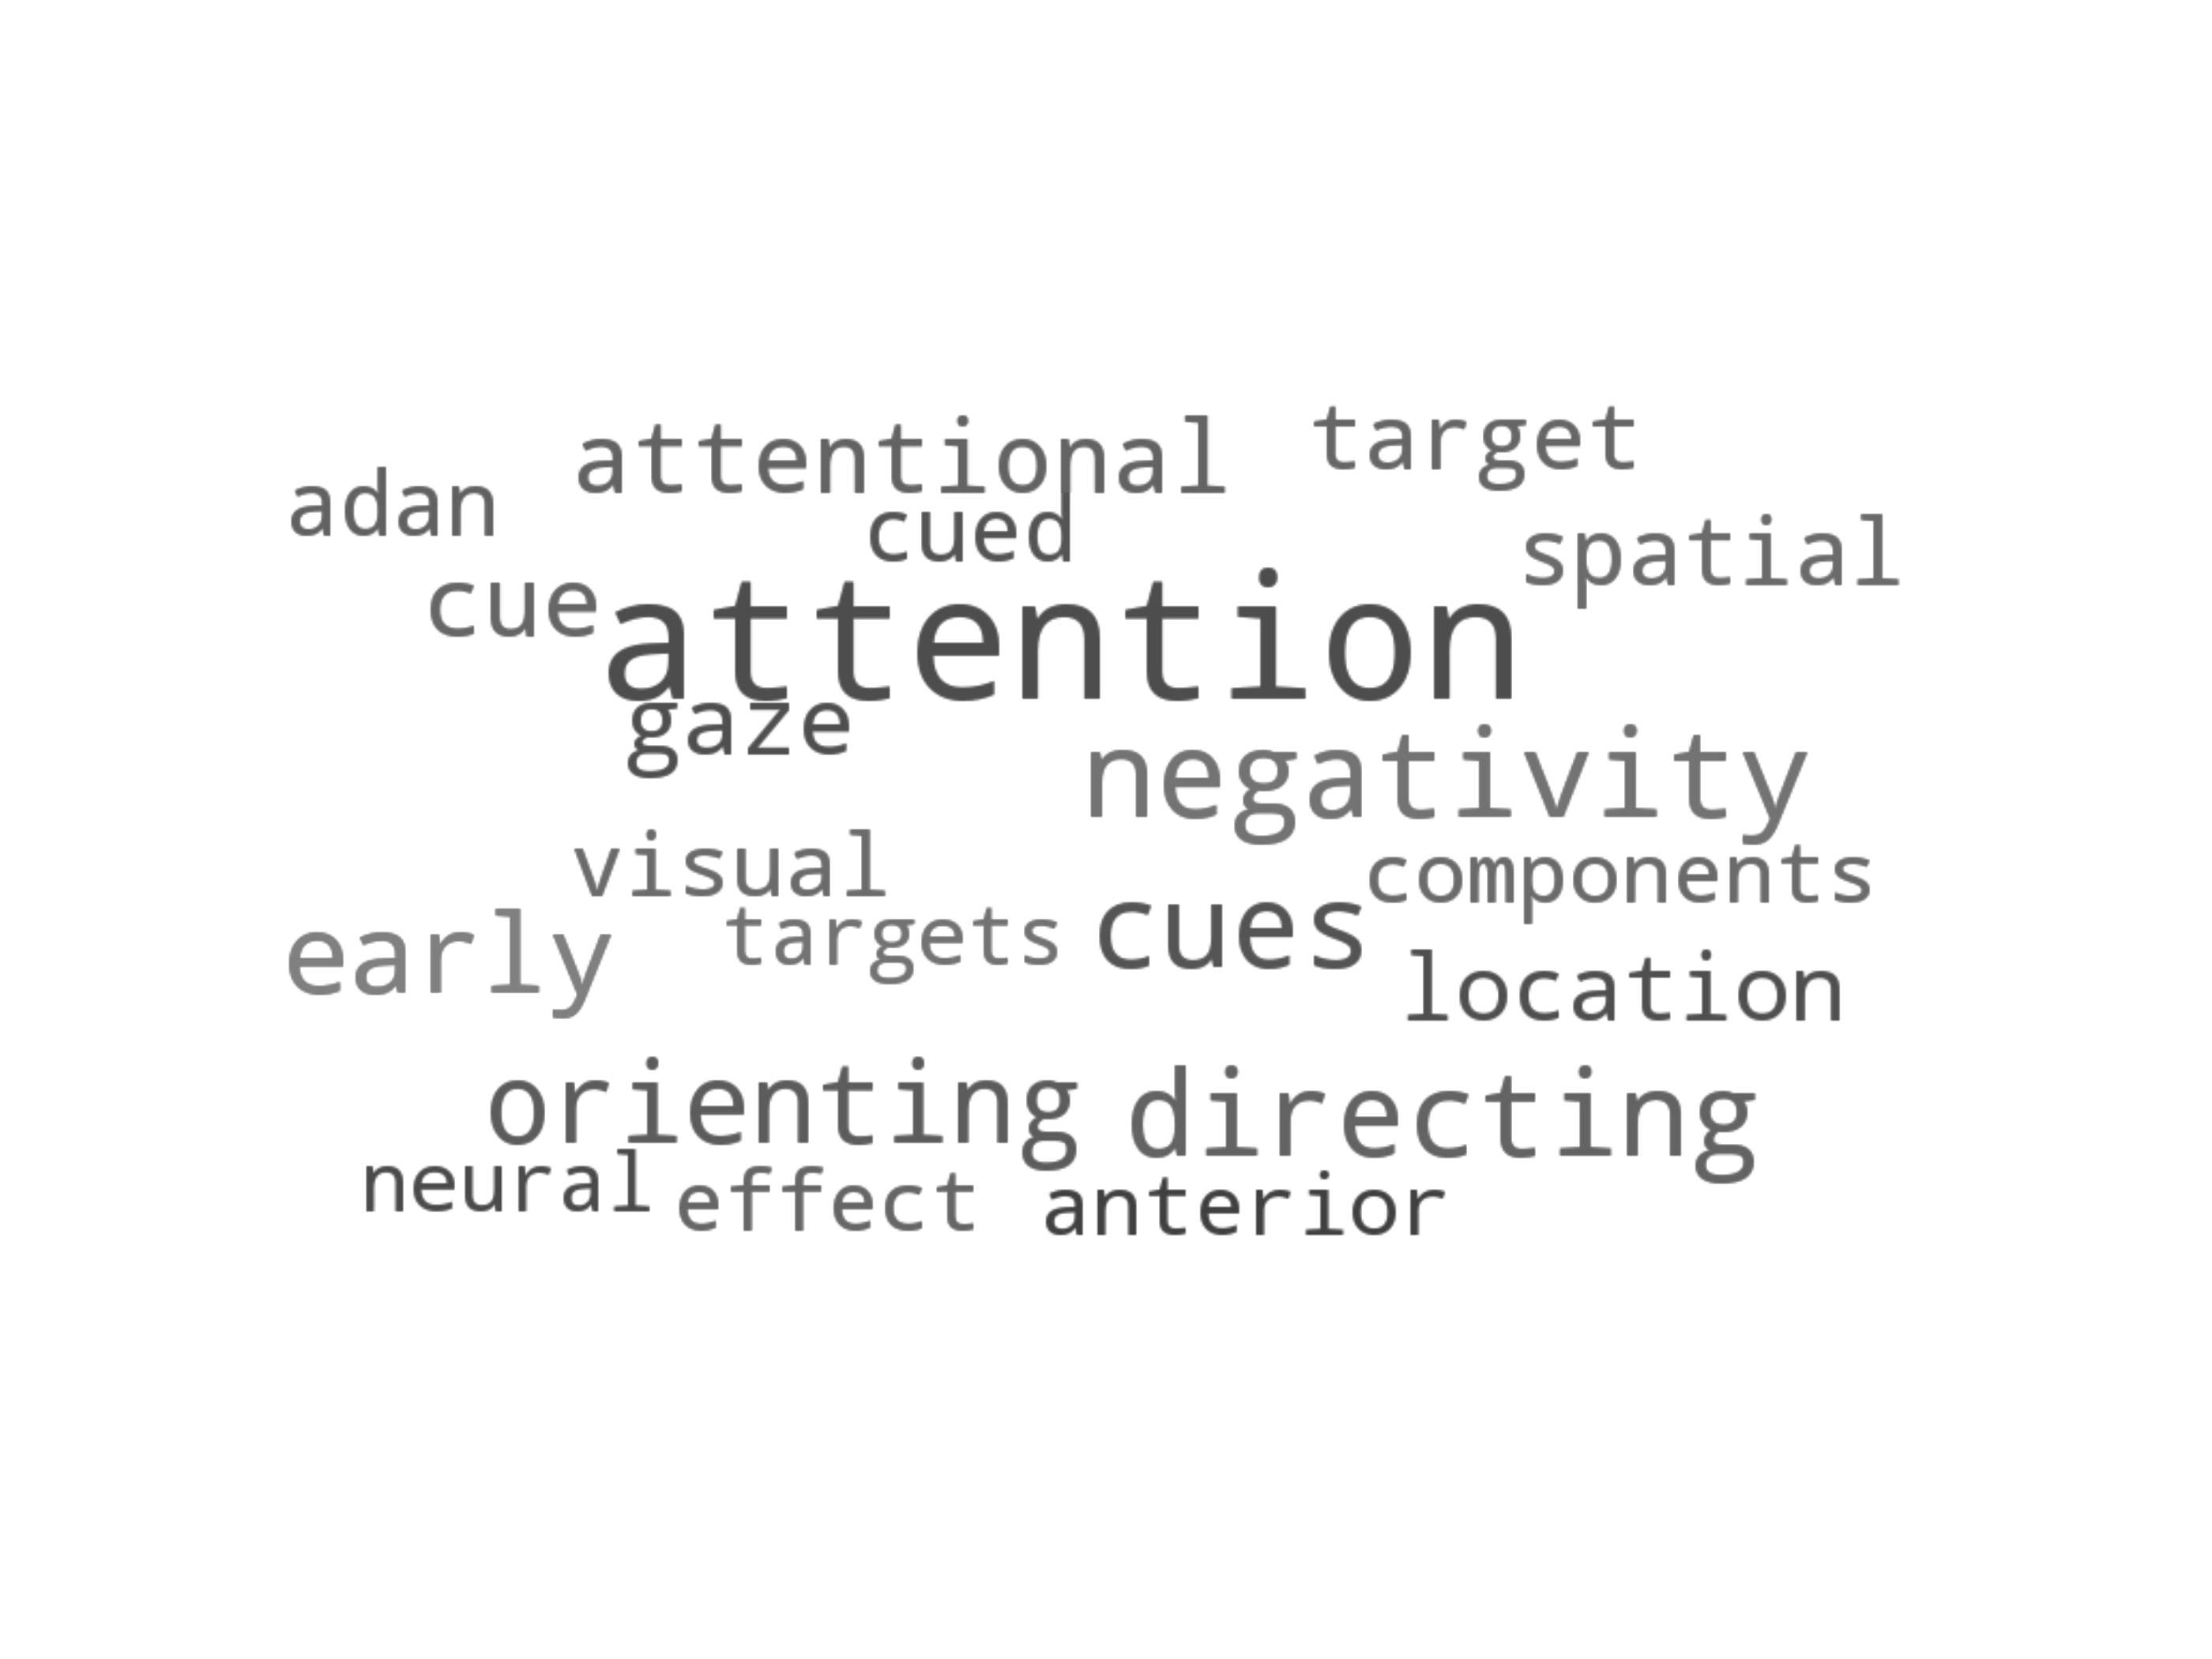 attentional target
adan cued spatial
cue attention
gaze negativity
visual components
early targets cues location
orienting directing
neural effect anterior